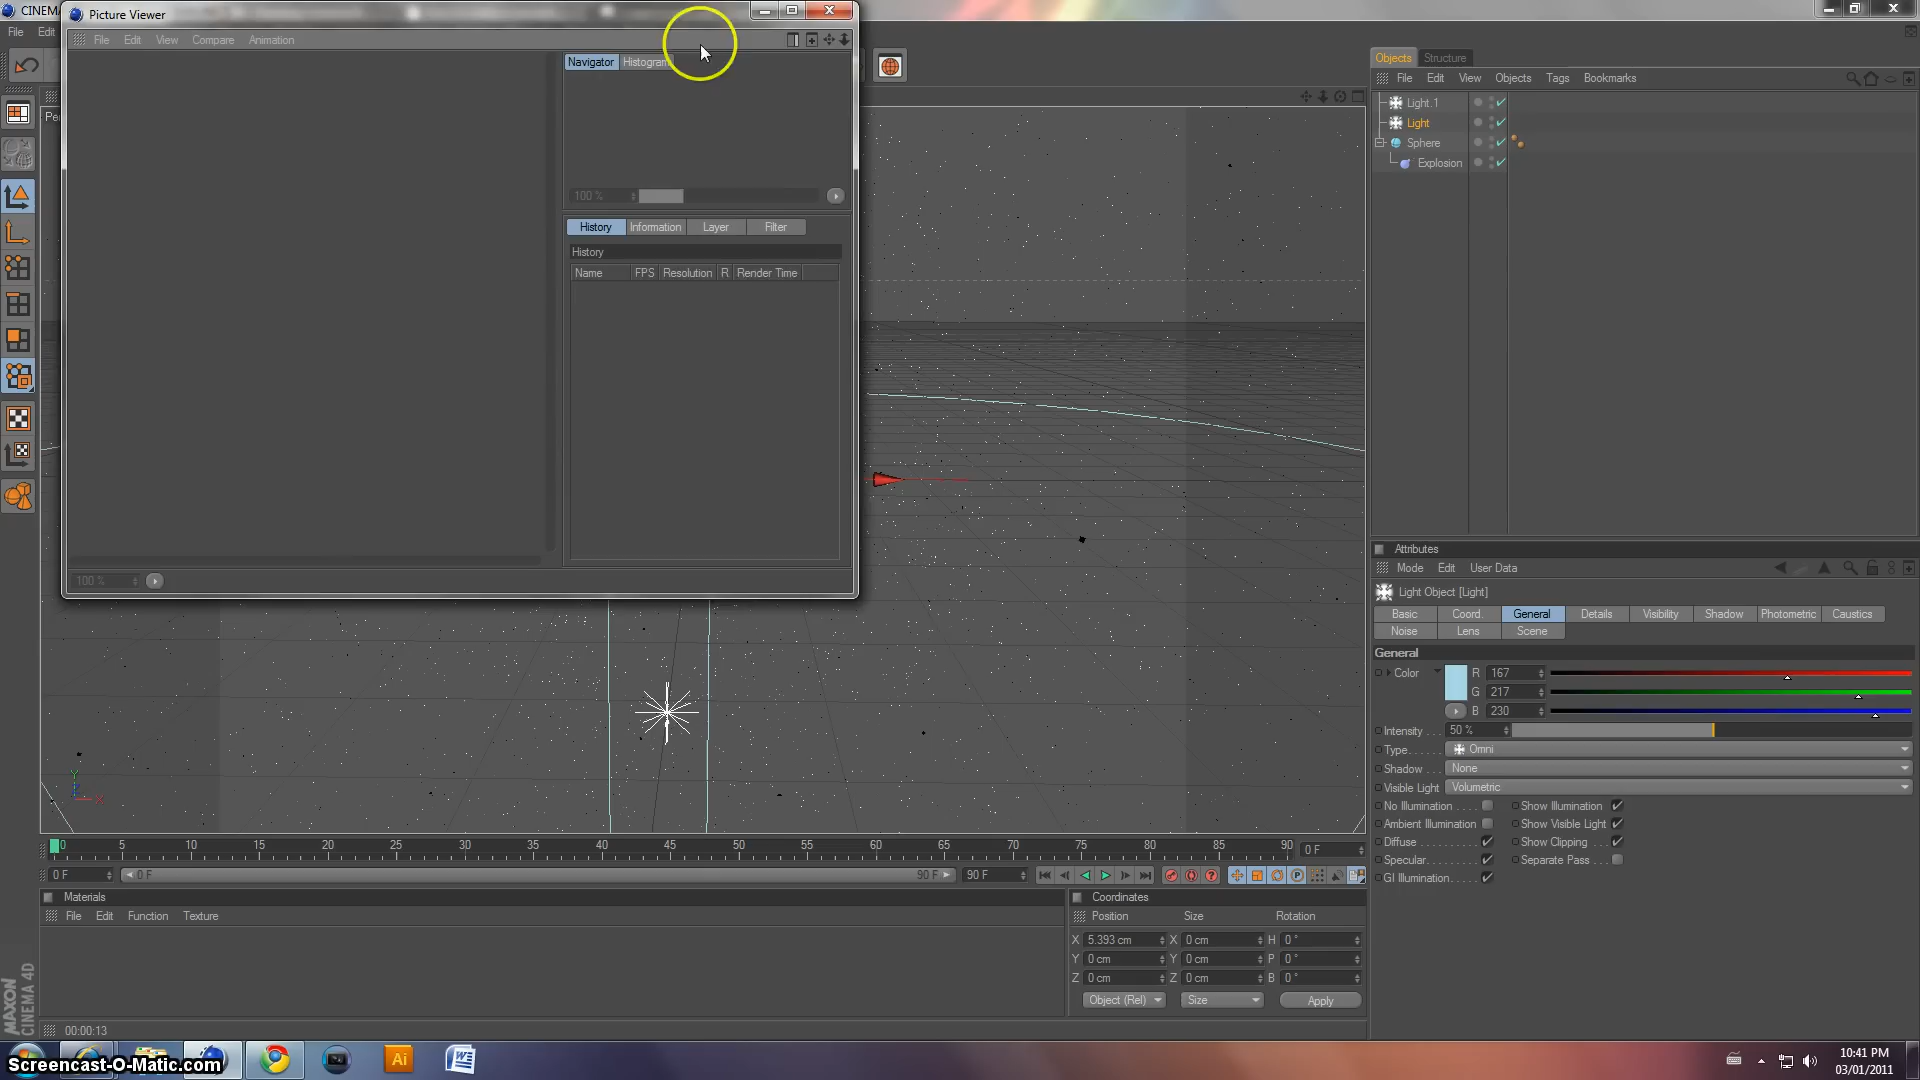 CINEMA
Picture Viewer
File Edit
File Edit View Compare Animation
Navigator Histogram
100 %
History Information Layer Filter
History
Name FPS Resolution R Render Time
100 %
Objects Structure
File Edit View Objects Tags Bookmarks
Light.1
Light
Sphere
Explosion
Attributes
Mode Edit User Data
Light Object [Light]
Basic Coord. General Details Visibility Shadow Photometric Caustics
Noise Lens Scene
General
Color R 167
G 217
B 230
Intensity 50 %
Type Omni
Shadow None
Visible Light Volumetric
No Illumination Show Illumination
Ambient Illumination Show Visible Light
Diffuse Show Clipping
Specular Separate Pass
GI Illumination
Y
Z X
0 5 10 15 20 25 30 35 40 45 50 55 60 65 70 75 80 85 90 0 F
0 F 0 F 90 F 90 F
Materials
File Edit Function Texture
Coordinates
Position Size Rotation
X 5.393 cm X 0 cm H 0 °
Y 0 cm Y 0 cm P 0 °
Z 0 cm Z 0 cm B 0 °
Object (Rel) Size Apply
MAXON
CINEMA 4D
00:00:13
Screencast-O-Matic.com
Ai
W
10:41 PM
03/01/2011